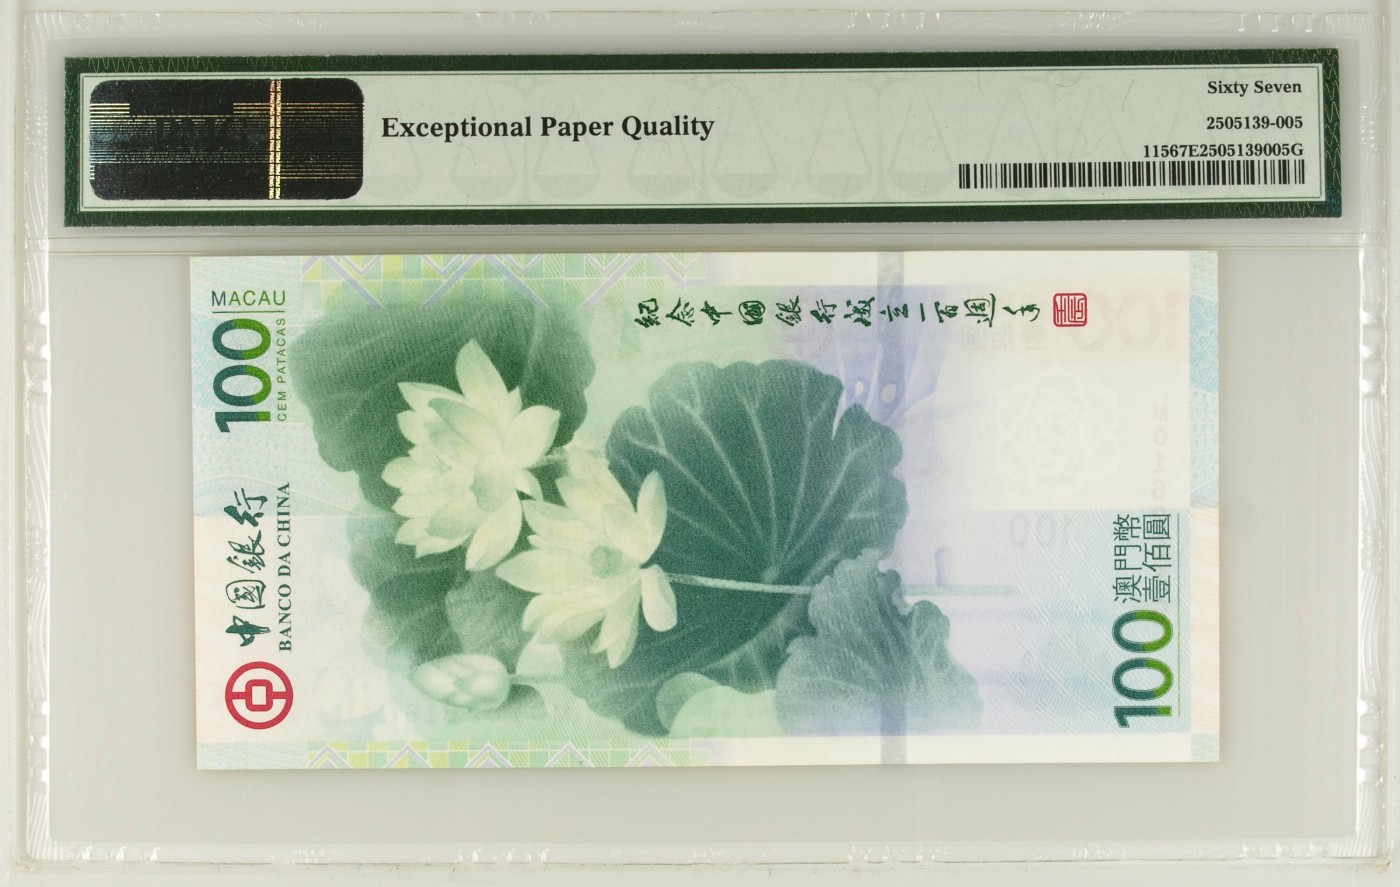 Sixty Seven
Exceptional Paper Quality
2505139-005
11567E2505139005G
MACAU
100
CEM PATACAS
紀念中國銀行成立一百週年
中國銀行
BANCO DA CHINA
100
澳門幣
壹佰圓
100